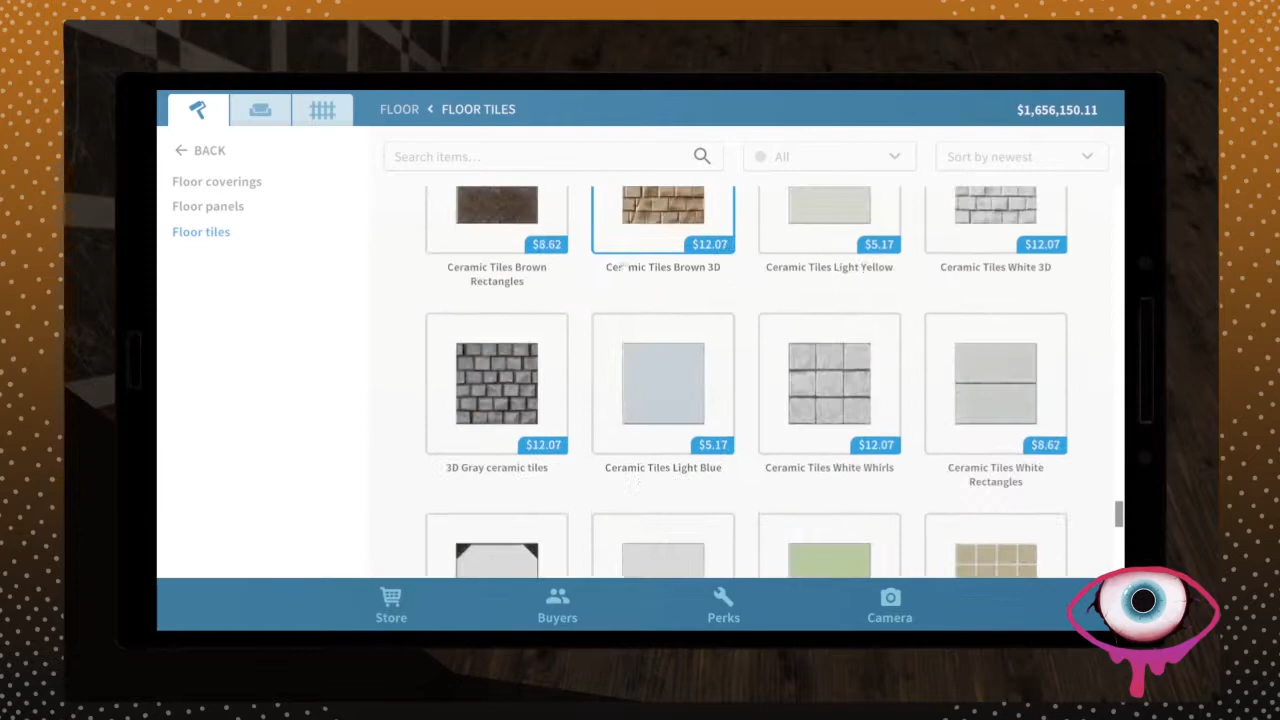 FLOOR < FLOOR TILES
$1,656,150.11
BACK
Search items...
All
Sort by newest
Floor coverings
Floor panels
Floor tiles
$8.62
$12.07
$5.17
$12.07
Ceramic Tiles Brown
Rectangles
Ceramic Tiles Brown 3D
Ceramic Tiles Light Yellow
Ceramic Tiles White 3D
$12.07
$5.17
$12.07
$8.62
3D Gray ceramic tiles
Ceramic Tiles Light Blue
Ceramic Tiles White Whirls
Ceramic Tiles White
Rectangles
Store
Buyers
Perks
Camera